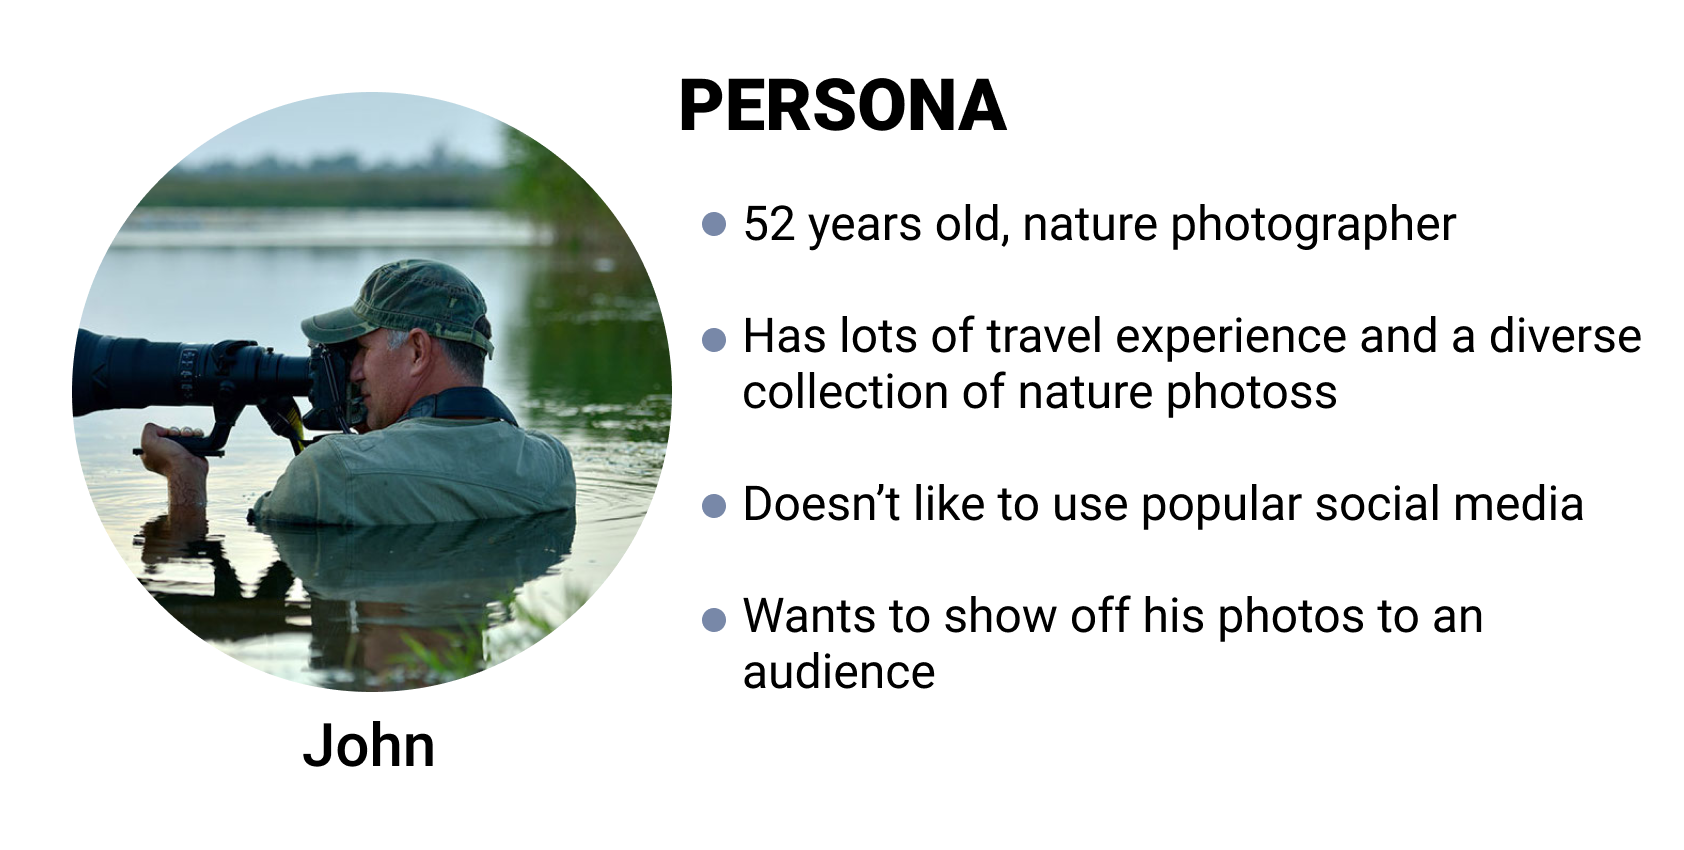 PERSONA
52 years old, nature photographer
Has lots of travel experience and a diverse
collection of nature photoss
Doesn’t like to use popular social media
Wants to show off his photos to an
audience
John